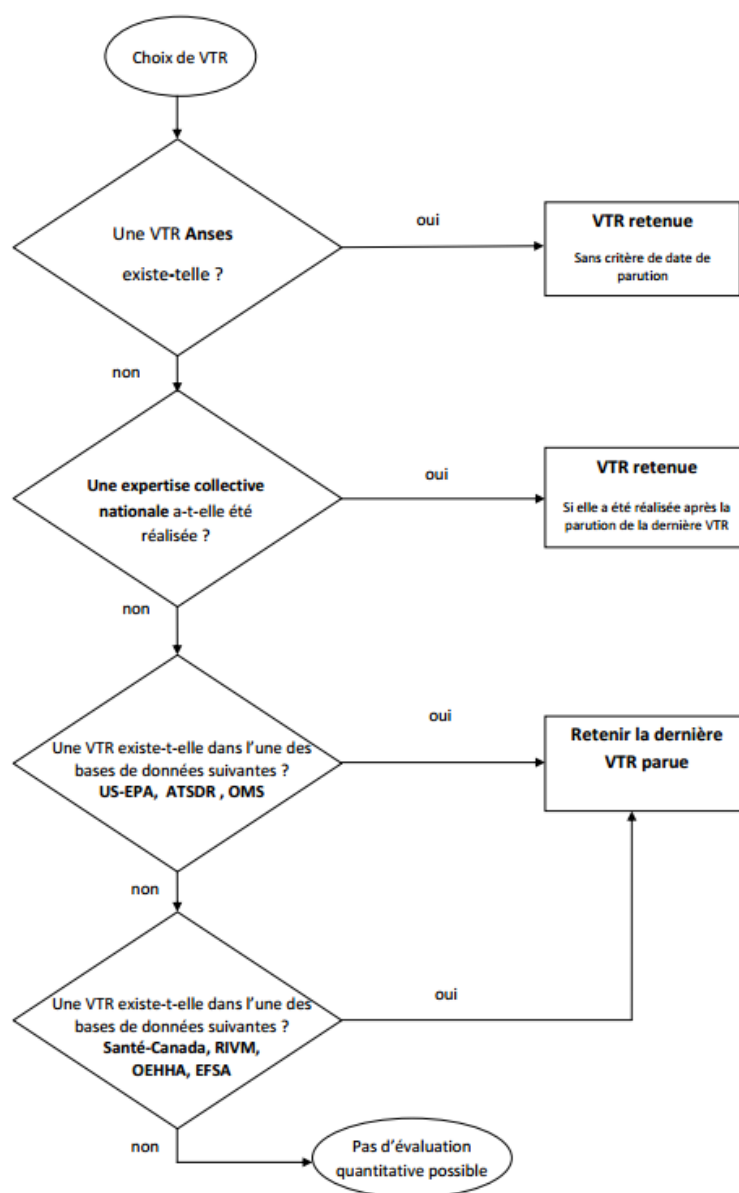 Choix de VTR
Une VTR Anses
existe-telle ?
oui
VTR retenue
Sans critère de date de
parution
non
Une expertise collective
nationale a-t-elle été
réalisée ?
oui
VTR retenue
Si elle a été réalisée après la
parution de la dernière VTR
non
Une VTR existe-t-elle dans l'une des
bases de données suivantes ?
US-EPA, ATSDR , OMS
oui
Retenir la dernière
VTR parue
non
Une VTR existe-t-elle dans l'une des
bases de données suivantes ?
Santé-Canada, RIVM,
OEHHA, EFSA
oui
non
Pas d'évaluation
quantitative possible